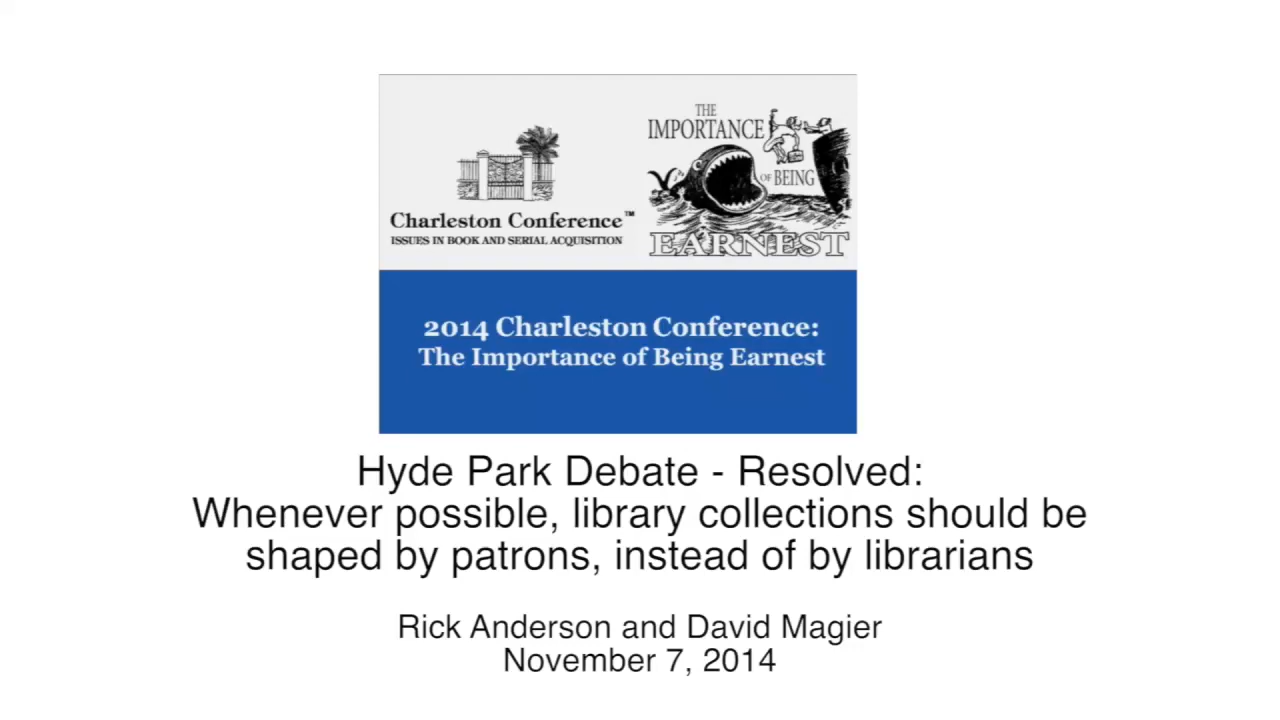 THE
IMPORTANCE
OF BEING
EARNEST
Charleston Conference™
ISSUES IN BOOK AND SERIAL ACQUISITION
2014 Charleston Conference:
The Importance of Being Earnest
Hyde Park Debate - Resolved:
Whenever possible, library collections should be
shaped by patrons, instead of by librarians
Rick Anderson and David Magier
November 7, 2014